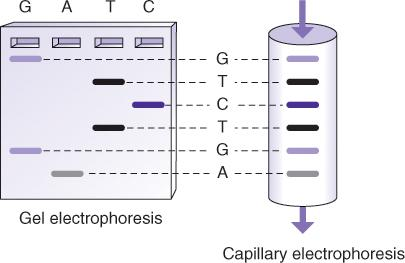 G A T C
G
T
C
T
G
A
Gel electrophoresis
Capillary electrophoresis